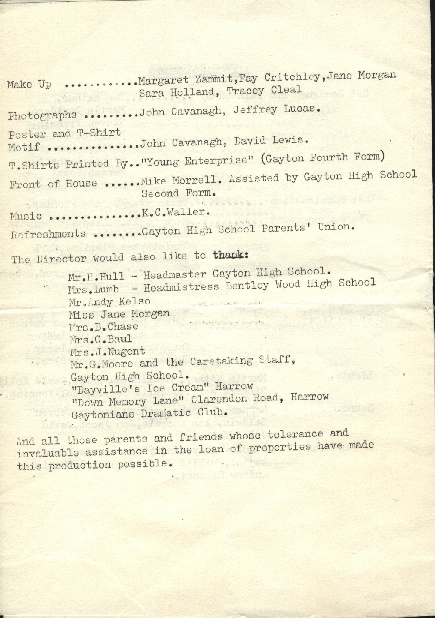 Make Up ...........Margaret Zammit,Fay Critchley,Jane Morgan
Sara Holland, Tracey Cleal
Photographs .........John Cavanagh, Jeffrey Lucas.
Poster and T-Shirt
Motif ...............John Cavanagh, David Lewis.
T.Shirts Printed By.."Young Enterprise" (Gayton Fourth Form)
Front of House ......Mike Morrell. Assisted by Gayton High School
Second Form.
Music ..............K.C.Waller.
Refreshments ........Gayton High School Parents' Union.
The Director would also like to thank:
Mr.E.Hull - Headmaster Gayton High School.
Mrs.Lumb - Headmistress Bentley Wood High School
Mr.Andy Kelso
Miss Jane Morgan
Mrs.D.Chase
Mrs.C.Baul
Mrs.J.Nugent
Mr.G.Moore and the Caretaking Staff,
Gayton High School.
"Dayville's Ice Cream" Harrow
"Down Memory Lane" Clarendon Road, Harrow
Gaytonians Dramatic Club.
And all those parents and friends whose tolerance and
invaluable assistance in the loan of properties have made
this production possible.